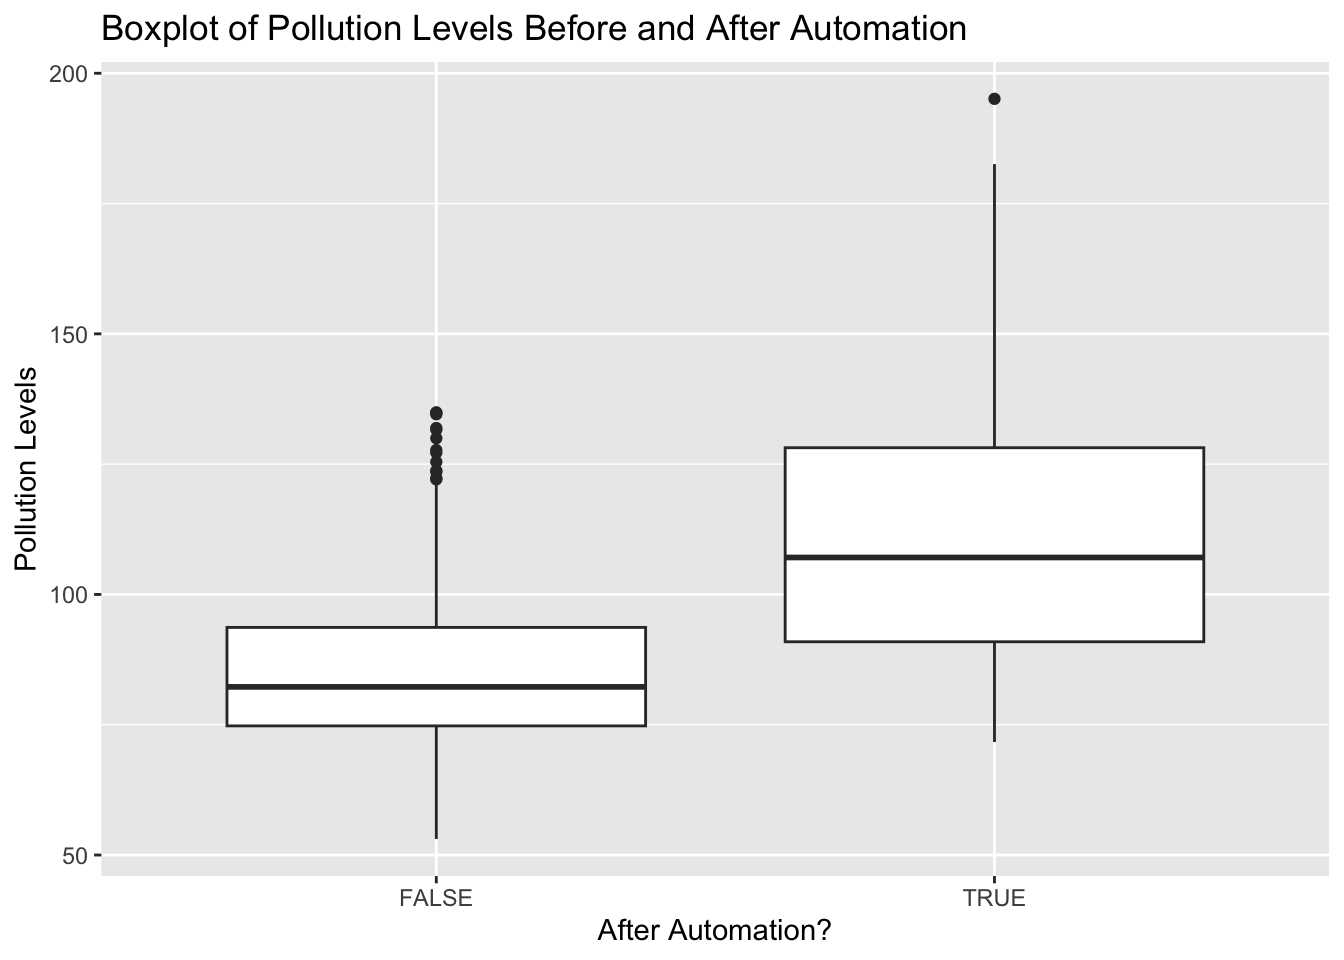 Boxplot of Pollution Levels Before and After Automation
Pollution Levels
200
150
100
50
FALSE
TRUE
After Automation?